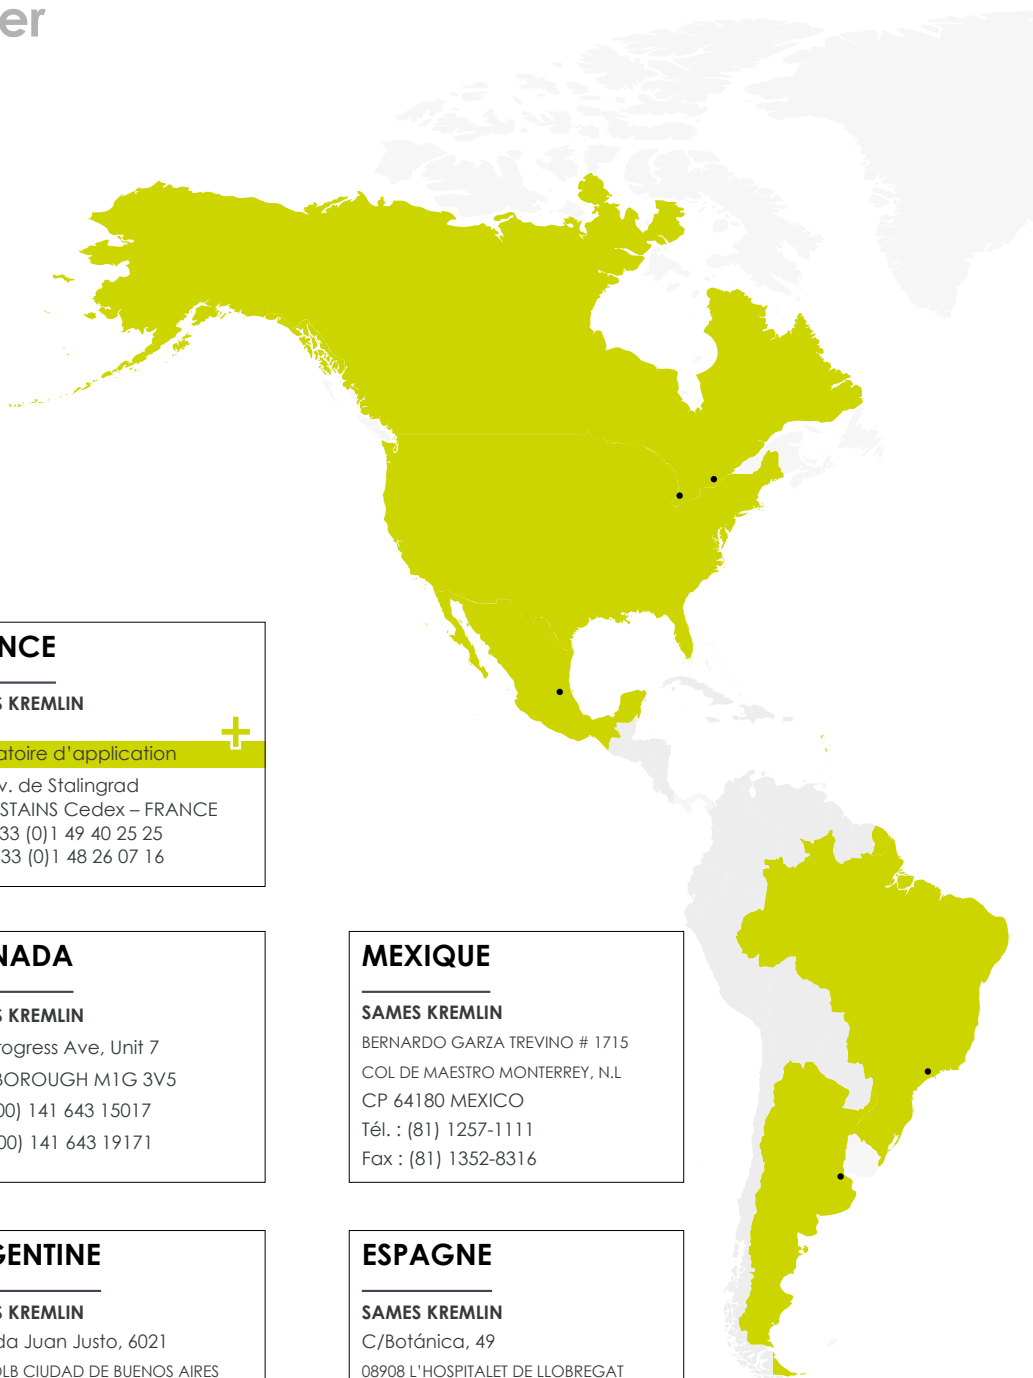 er
NCE
S KREMLIN
atoire d'application
v. de Stalingrad
STAINS Cedex – FRANCE
33 (0)1 49 40 25 25
33 (0)1 48 26 07 16
NADA
S KREMLIN
rogress Ave, Unit 7
BOROUGH M1G 3V5
00) 141 643 15017
00) 141 643 19171
MEXIQUE
SAMES KREMLIN
BERNARDO GARZA TREVINO # 1715
COL DE MAESTRO MONTERREY, N.L
CP 64180 MEXICO
Tél. : (81) 1257-1111
Fax : (81) 1352-8316
GENTINE
S KREMLIN
da Juan Justo, 6021
LB CIUDAD DE BUENOS AIRES
ESPAGNE
SAMES KREMLIN
C/Botánica, 49
08908 L'HOSPITALET DE LLOBREGAT